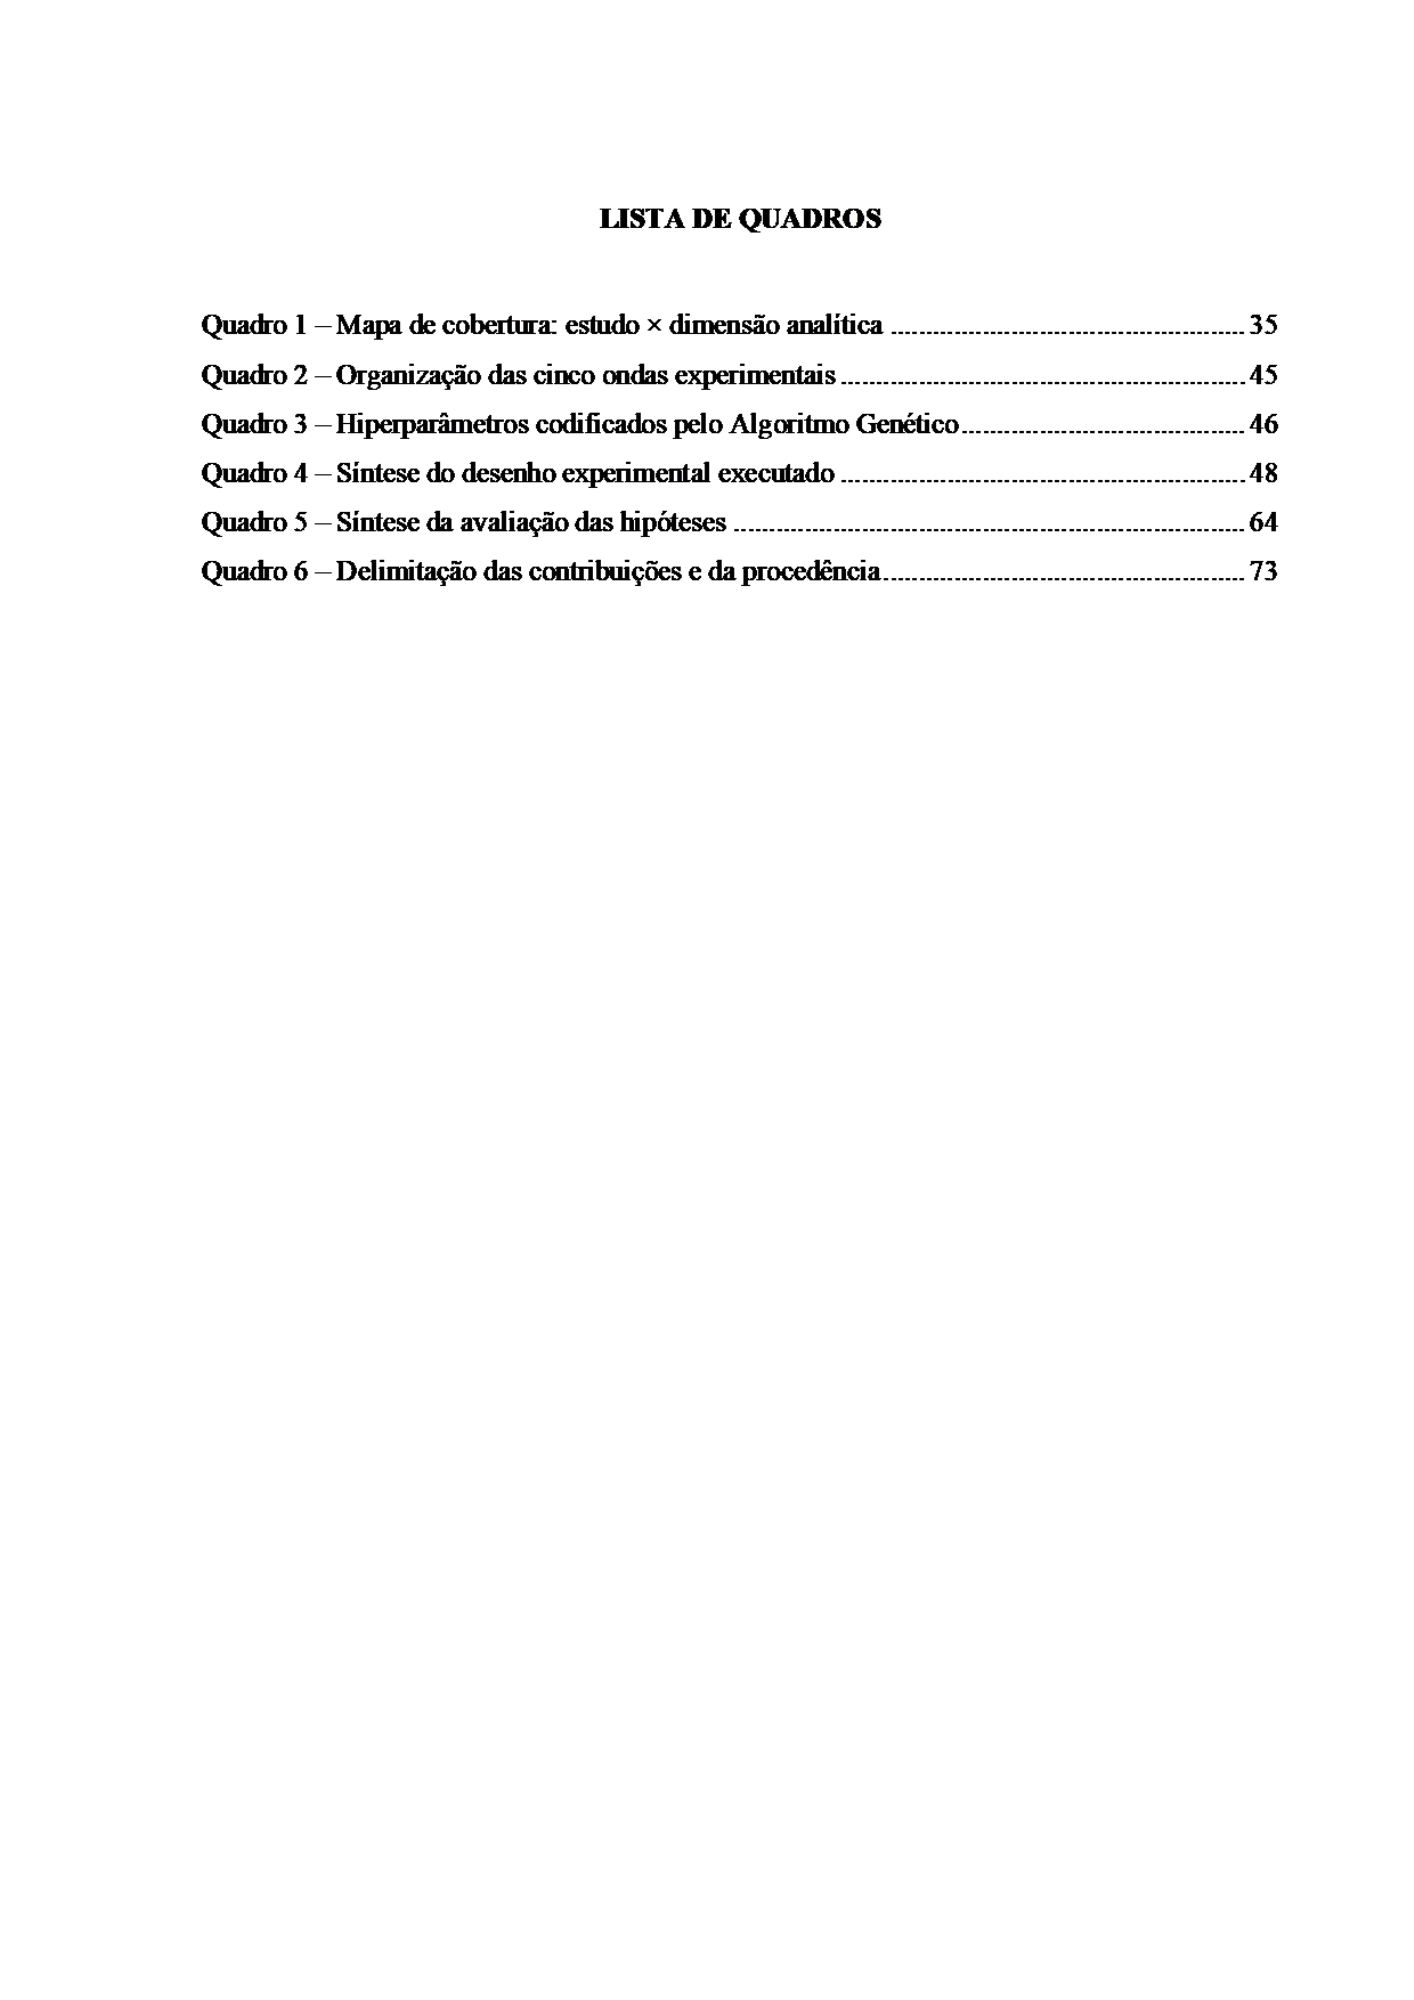 LISTA DE QUADROS
Quadro 1 – Mapa de cobertura: estudo × dimensão analítica .................................................. 35
Quadro 2 – Organização das cinco ondas experimentais ......................................................... 45
Quadro 3 – Hiperparâmetros codificados pelo Algoritmo Genético ........................................ 46
Quadro 4 – Síntese do desenho experimental executado ......................................................... 48
Quadro 5 – Síntese da avaliação das hipóteses ........................................................................ 64
Quadro 6 – Delimitação das contribuições e da procedência ................................................... 73